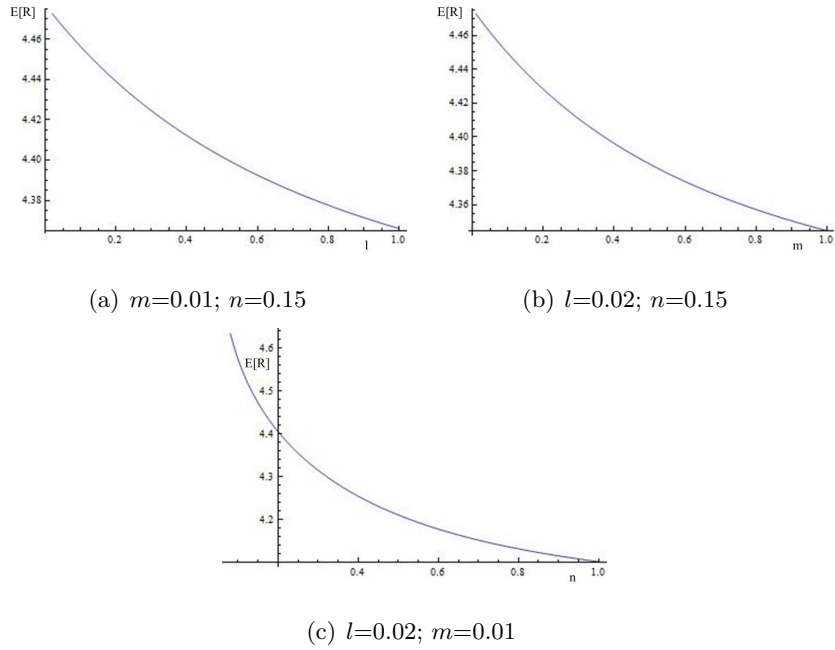 E[R]
4.46
4.44
4.42
4.40
4.38
0.2 0.4 0.6 0.8 1.0
l
(a) m=0.01; n=0.15
E[R]
4.46
4.44
4.42
4.40
4.38
4.36
0.2 0.4 0.6 0.8 1.0
m
(b) l=0.02; n=0.15
4.6
E[R]
4.5
4.4
4.3
4.2
0.4 0.6 0.8 1.0
n
(c) l=0.02; m=0.01